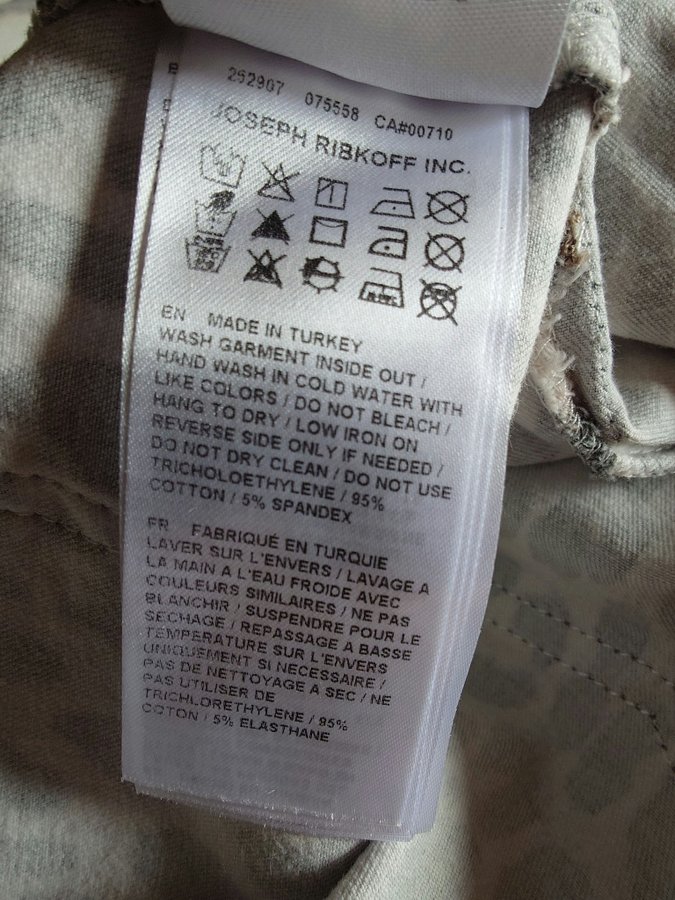 262907 075558 CA#00710
JOSEPH RIBKOFF INC.
EN MADE IN TURKEY
WASH GARMENT INSIDE OUT /
HAND WASH IN COLD WATER WITH
LIKE COLORS / DO NOT BLEACH /
HANG TO DRY / LOW IRON ON
REVERSE SIDE ONLY IF NEEDED /
DO NOT DRY CLEAN / DO NOT USE
TRICHOLOETHYLENE / 95%
COTTON / 5% SPANDEX
FR FABRIQUÉ EN TURQUIE
LAVER SUR L'ENVERS / LAVAGE A
LA MAIN A L'EAU FROIDE AVEC
COULEURS SIMILAIRES / NE PAS
BLANCHIR / SUSPENDRE POUR LE
SECHAGE / REPASSAGE A BASSE
TEMPERATURE SUR L'ENVERS
UNIQUEMENT SI NECESSAIRE /
PAS DE NETTOYAGE A SEC / NE
PAS UTILISER DE
TRICHLORETHYLENE / 95%
COTON / 5% ELASTHANE